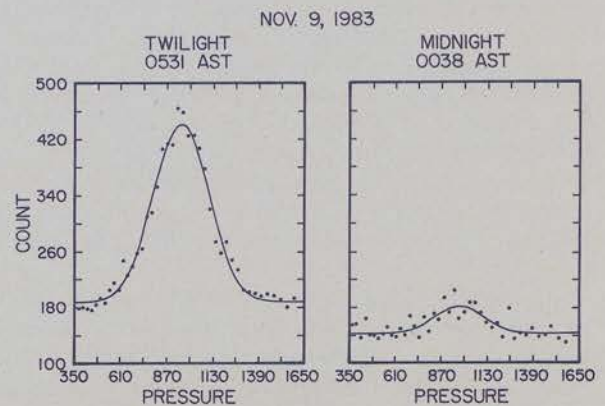 NOV. 9, 1983
TWILIGHT
0531 AST
MIDNIGHT
0038 AST
500
420
340
260
180
100
COUNT
350 610 870 1130 1390 1650
350 610 870 1130 1390 1650
PRESSURE
PRESSURE